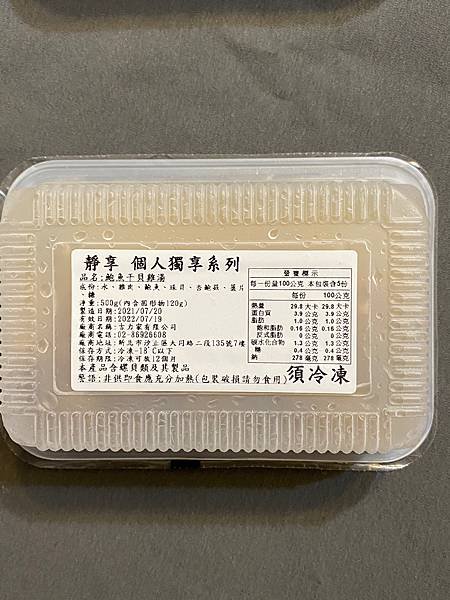 靜享 個人獨享系列
品名:鮑魚干貝雞湯
成份:水、雞肉、鮑魚、珠貝、杏鮑菇、薑片
、鹽
淨重:500g(內含固形物120g)
製造日期:2021/07/20
有效日期:2022/07/19
廠商名稱:古力家有限公司
廠商電話:02-86926608
廠商地址:新北市汐止區大同路二段135號7樓
保存方式:冷凍-18℃以下
保存期限:冷凍可放12個月
本產品含螺貝類及其製品
警語:非供即食應充分加熱(包裝破損請勿食用)
營養標示
每一份量100公克 本包裝含5份
每份 100公克
熱量 29.8 大卡 29.8 大卡
蛋白質 3.9 公克 3.9 公克
脂肪 1.0 公克 1.0 公克
飽和脂肪 0.16 公克 0.16 公克
反式脂肪 0 公克 0 公克
碳水化合物 1.3 公克 1.3 公克
糖 0.4 公克 0.4 公克
鈉 278 毫克 278 毫克
須冷凍